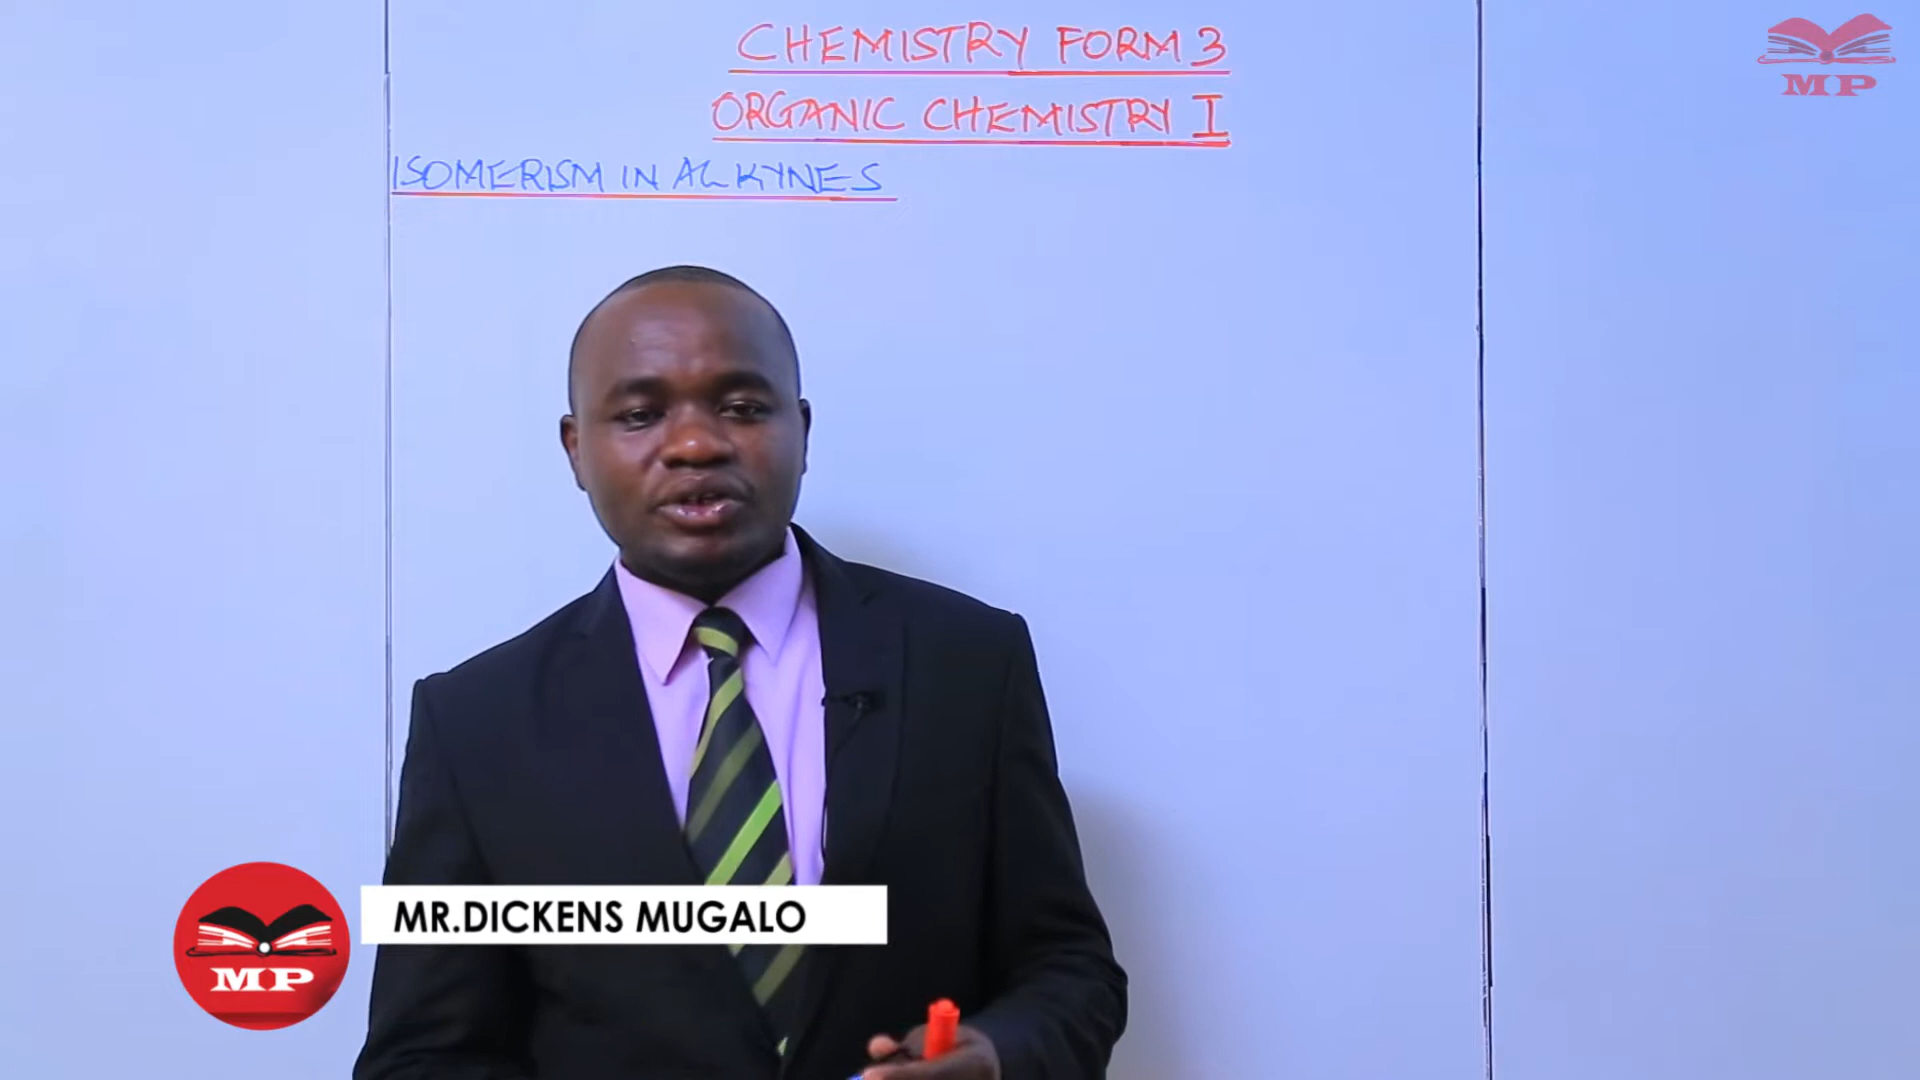 CHEMISTRY FORM 3
ORGANIC CHEMISTRY I
ISOMERISM IN ALKYNES
MP
MR.DICKENS MUGALO
MP